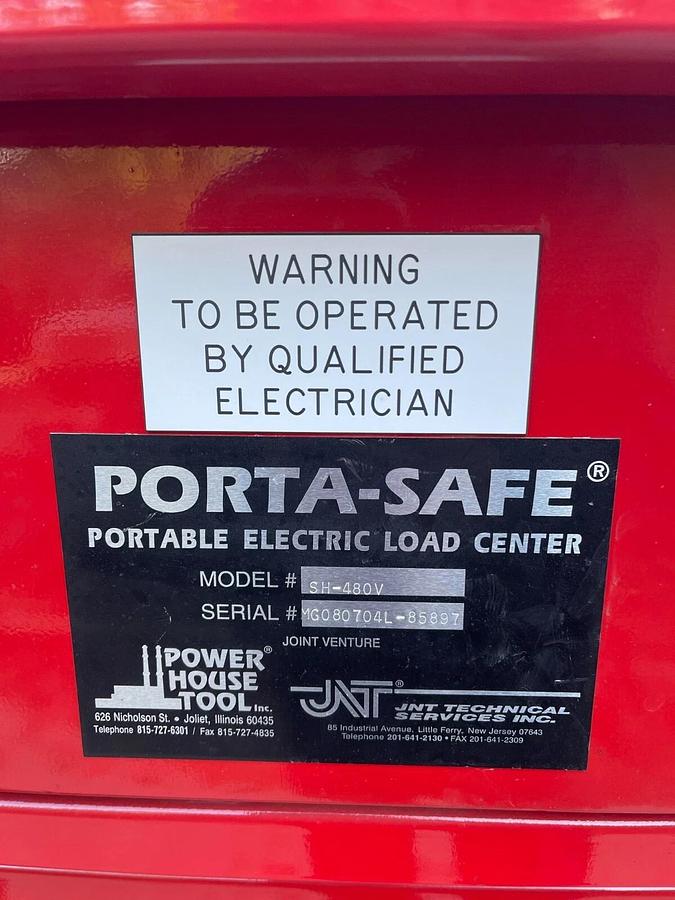 WARNING
TO BE OPERATED
BY QUALIFIED
ELECTRICIAN
PORTA-SAFE®
PORTABLE ELECTRIC LOAD CENTER
MODEL # SH-480V
SERIAL # MG080704L-85897
JOINT VENTURE
POWER®
HOUSE
TOOL Inc.
626 Nicholson St. • Joliet, Illinois 60435
Telephone 815-727-6301 / Fax 815-727-4835
JNT®
JNT TECHNICAL
SERVICES INC.
85 Industrial Avenue, Little Ferry, New Jersey 07643
Telephone 201-641-2130 • FAX 201-641-2309